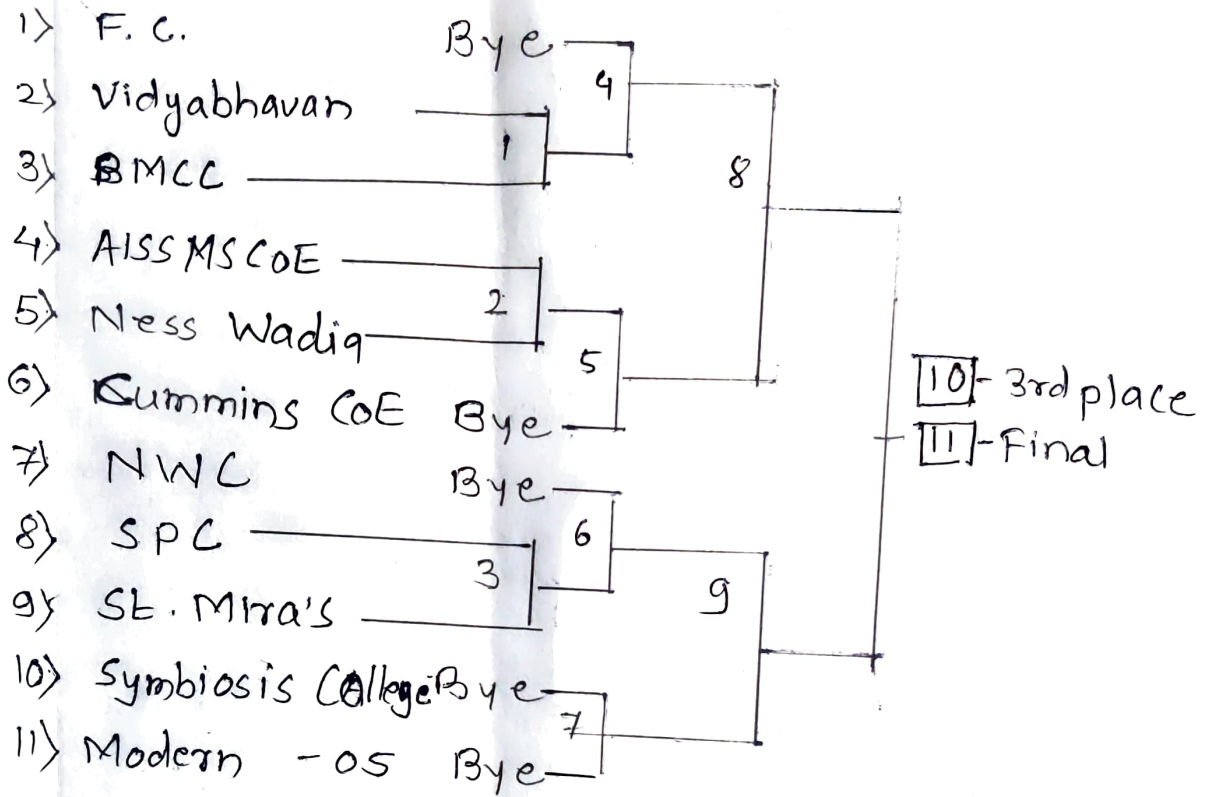 1) F. C. Bye
4
2) Vidyabhavan
1
3) BMCC
8
4) AISSMS COE
2
5) Ness Wadia
5
10 - 3rd place
6) Cummins COE Bye
11 - Final
7) NWC Bye
8) SPC
6
3
9) St. Mira's
9
10) Symbiosis College Bye
7
11) Modern - 05 Bye